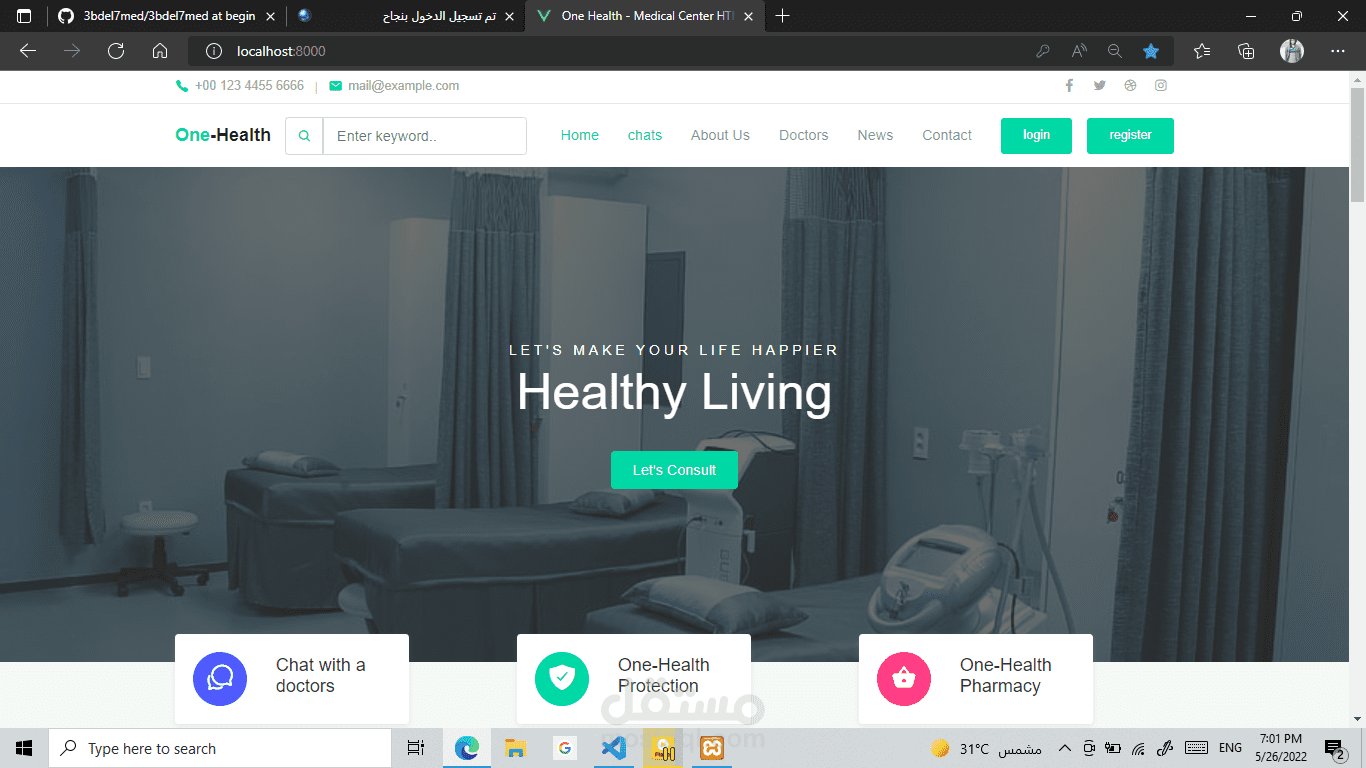 3bdel7med/3bdel7med at begin
تم تسجيل الدخول بنجاح
One Health - Medical Center HT
localhost:8000
+00 123 4455 6666 | mail@example.com
One-Health
Enter keyword..
Home
chats
About Us
Doctors
News
Contact
login
register
LET'S MAKE YOUR LIFE HAPPIER
Healthy Living
Let's Consult
Chat with a
doctors
One-Health
Protection
One-Health
Pharmacy
مستقل
Type here to search
31°C مشمس
ENG
7:01 PM
5/26/2022
2